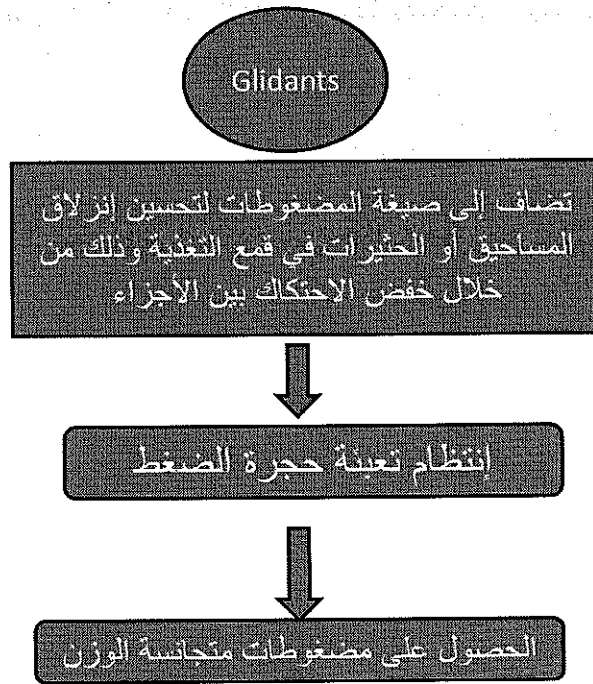 Glidants
تضاف إلى صيغة المضغوطات لتحسين إنزلاق
المساحيق أو الحثيرات في قمع التغذية وذلك من
خلال خفض الاحتكاك بين الأجزاء
إنتظام تعبئة حجرة الضغط
الحصول على مضغوطات متجانسة الوزن